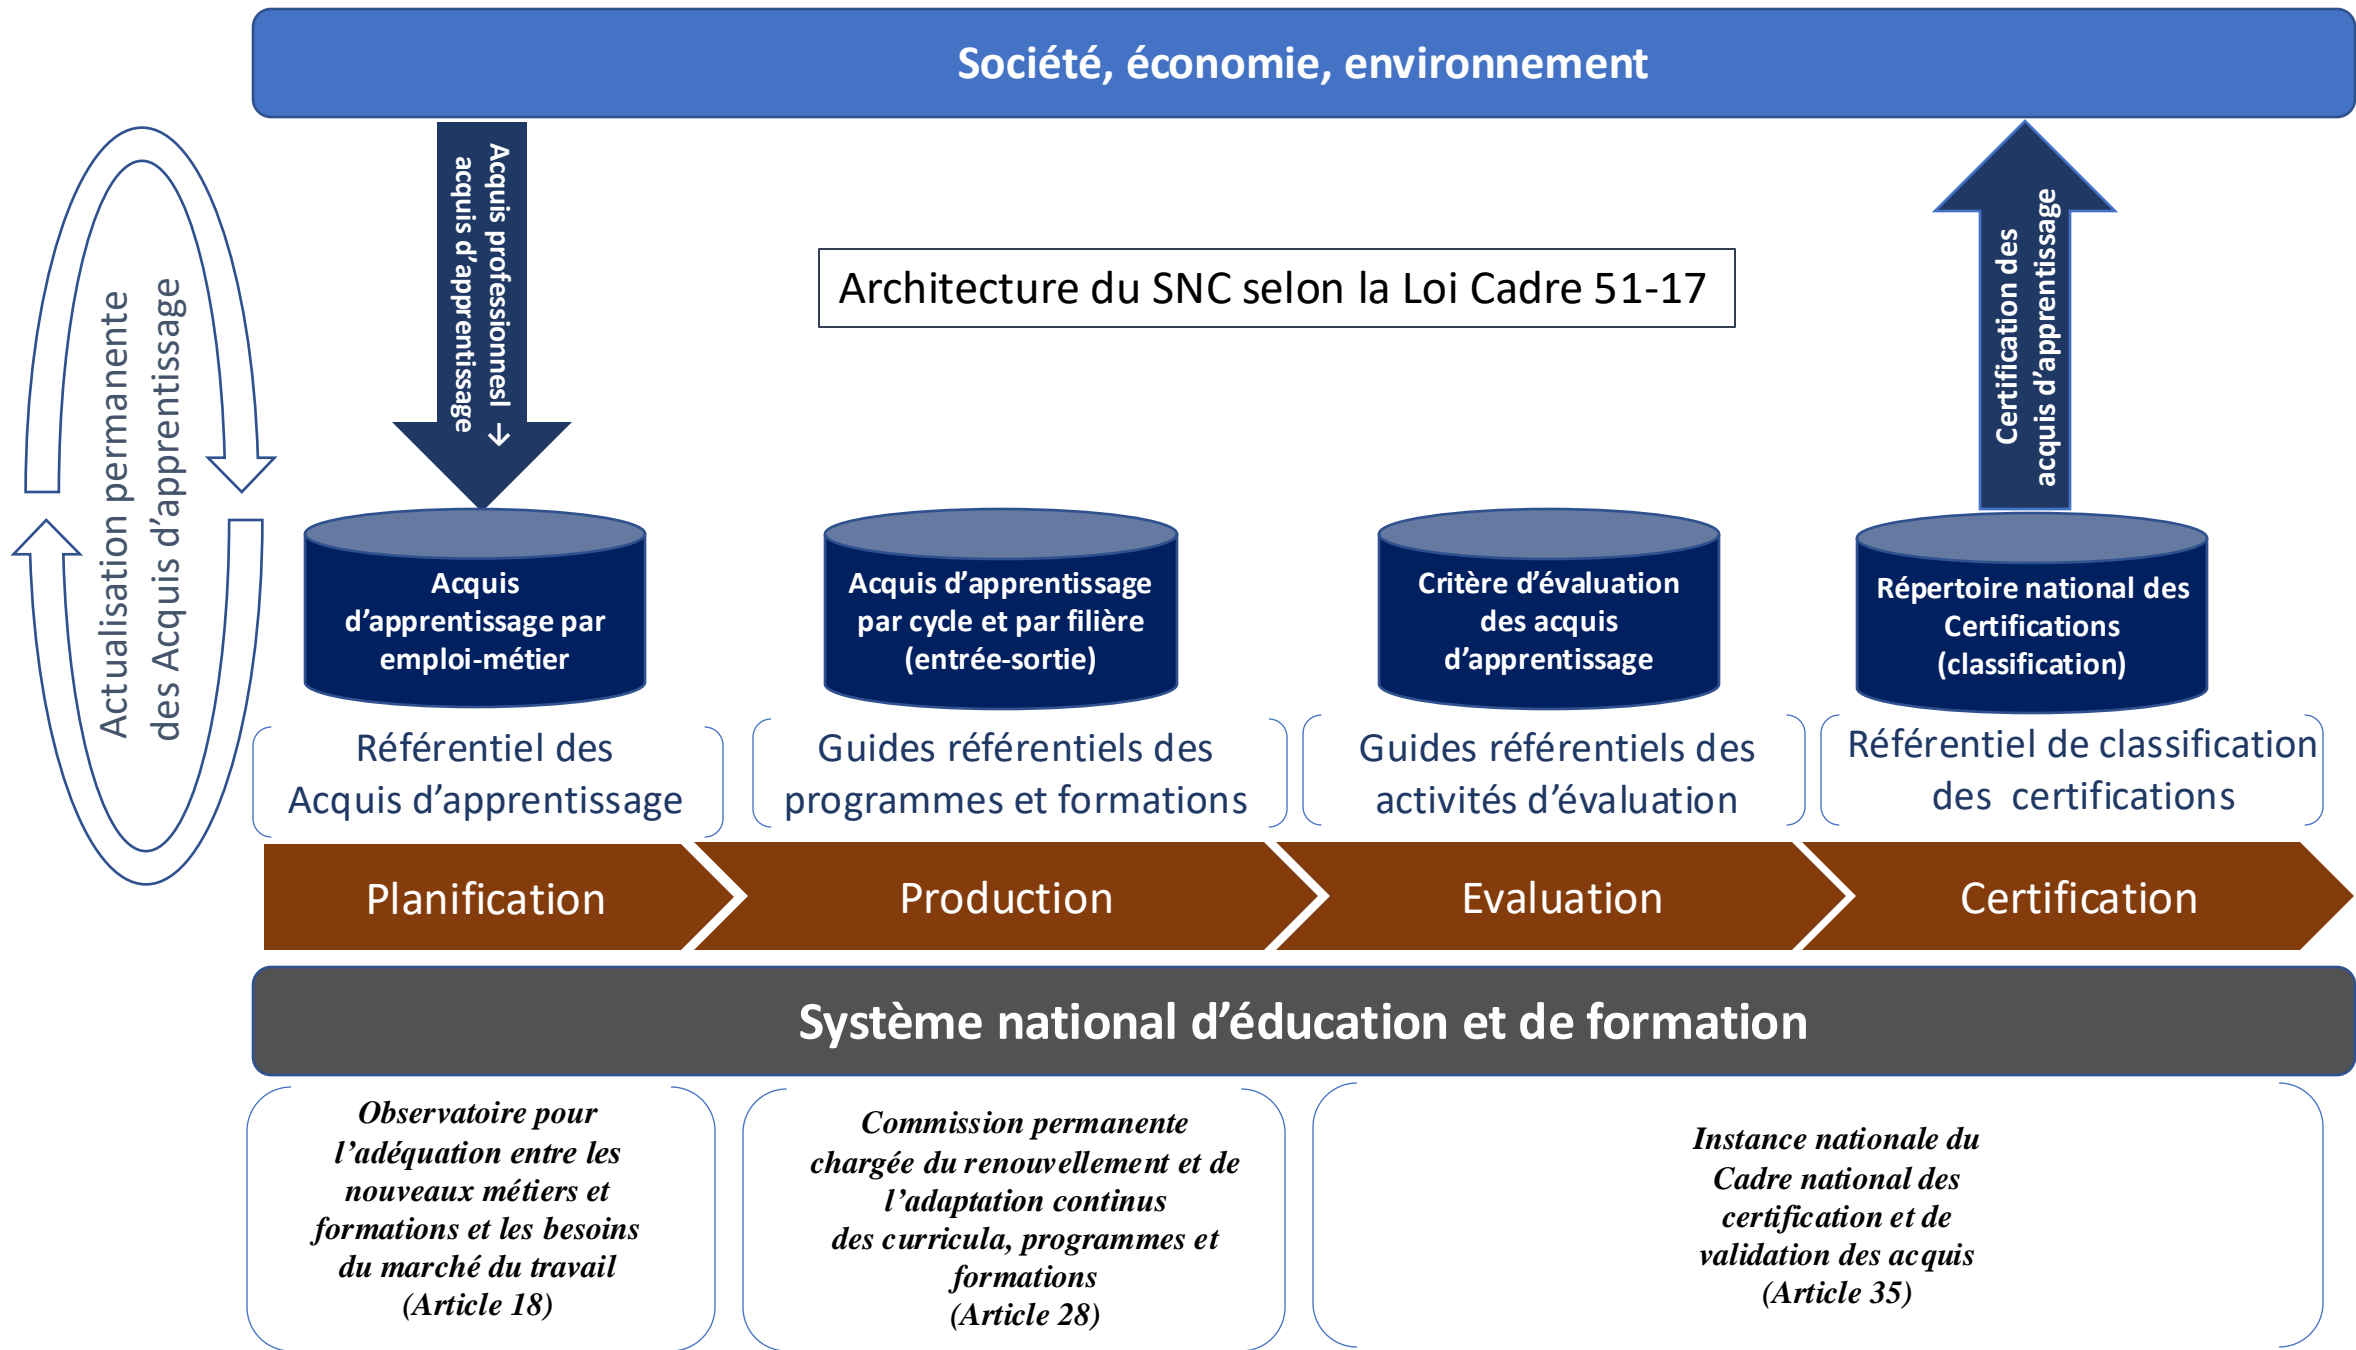 Société, économie, environnement
Acquis professionnesl ↓
acquis d’apprentissage
Certification des
acquis d’apprentissage
Architecture du SNC selon la Loi Cadre 51-17
Actualisation permanente
des Acquis d’apprentissage
Acquis
d’apprentissage par
emploi-métier
Acquis d’apprentissage
par cycle et par filière
(entrée-sortie)
Critère d’évaluation
des acquis
d’apprentissage
Répertoire national des
Certifications
(classification)
Référentiel des
Acquis d’apprentissage
Guides référentiels des
programmes et formations
Guides référentiels des
activités d’évaluation
Référentiel de classification
des certifications
Planification
Production
Evaluation
Certification
Système national d’éducation et de formation
Observatoire pour
l’adéquation entre les
nouveaux métiers et
formations et les besoins
du marché du travail
(Article 18)
Commission permanente
chargée du renouvellement et de
l’adaptation continus
des curricula, programmes et
formations
(Article 28)
Instance nationale du
Cadre national des
certification et de
validation des acquis
(Article 35)